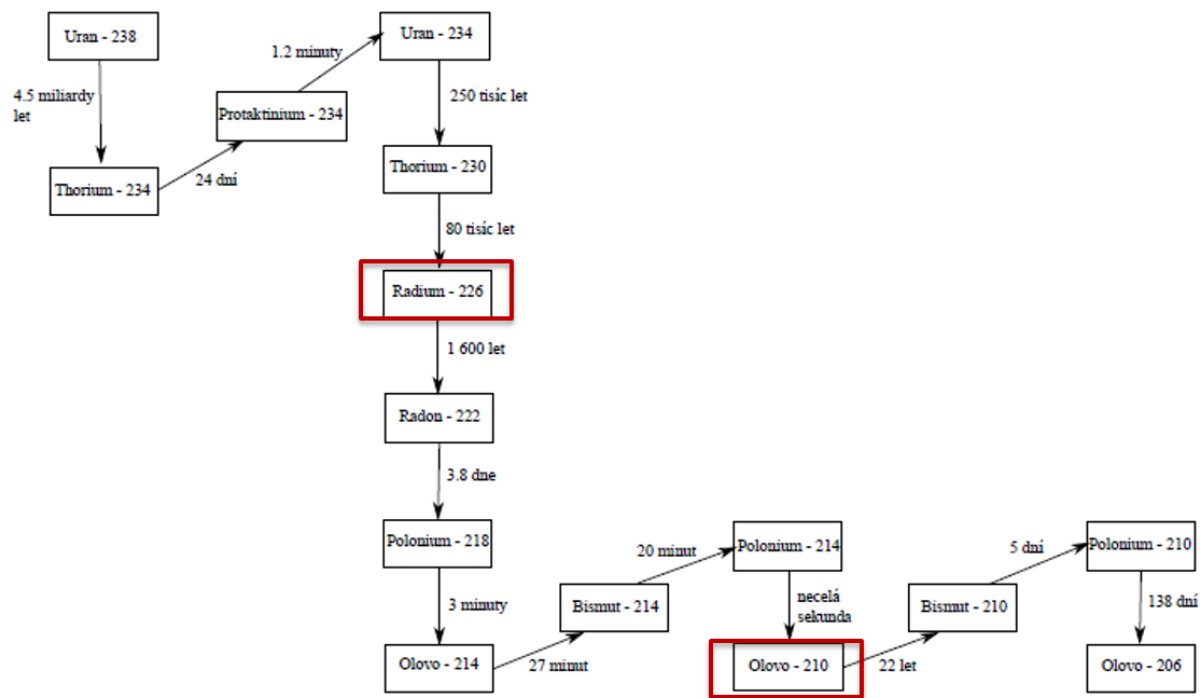 Uran - 238
4.5 miliardy
let
Thorium - 234
24 dní
Protaktinium - 234
1.2 minuty
Uran - 234
250 tisíc let
Thorium - 230
80 tisíc let
Radium - 226
1 600 let
Radon - 222
3.8 dne
Polonium - 218
3 minuty
Olovo - 214
27 minut
Bismut - 214
20 minut
Polonium - 214
necelá
sekunda
Olovo - 210
22 let
Bismut - 210
5 dní
Polonium - 210
138 dní
Olovo - 206